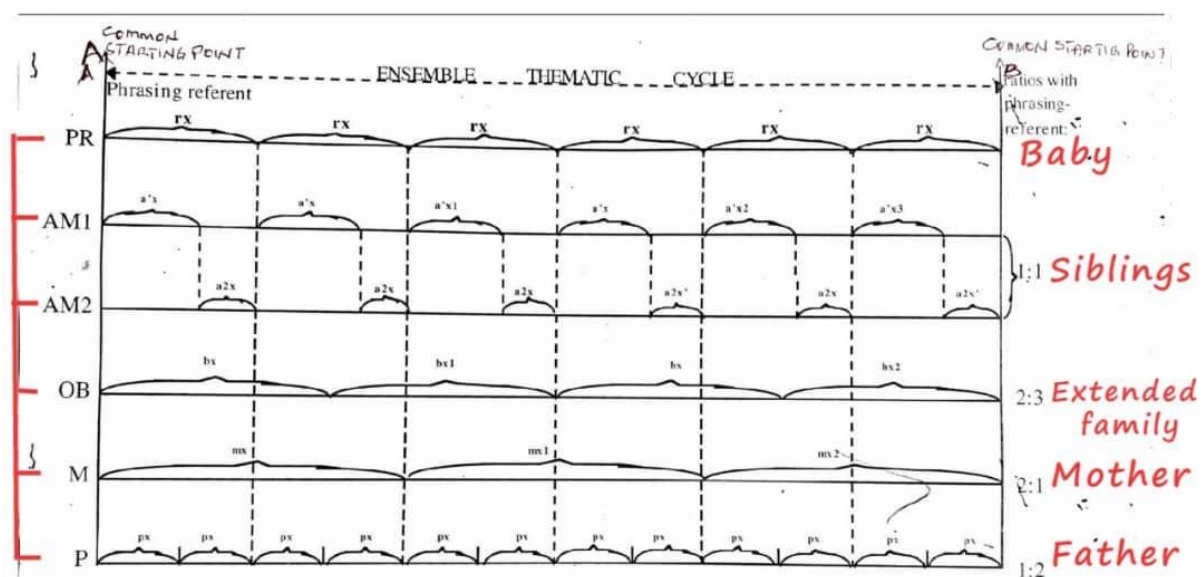 Common
STARTING POINT
COMMON STARTIG POINT
A
A
ENSEMBLE THEMATIC CYCLE
B
Phrasing referent
ratios with
phrasing-
referent:
PR rx rx rx rx rx rx
Baby
AM1 a'x a'x a'x1 a'x a'x2 a'x3
1:1 Siblings
AM2 a2x a2x a2x a2x' a2x a2x'
OB bx bx1 bx bx2
2:3 Extended
family
M mx mx1 mx2
2:1 Mother
P px px px px px px px px px px px px
1:2 Father